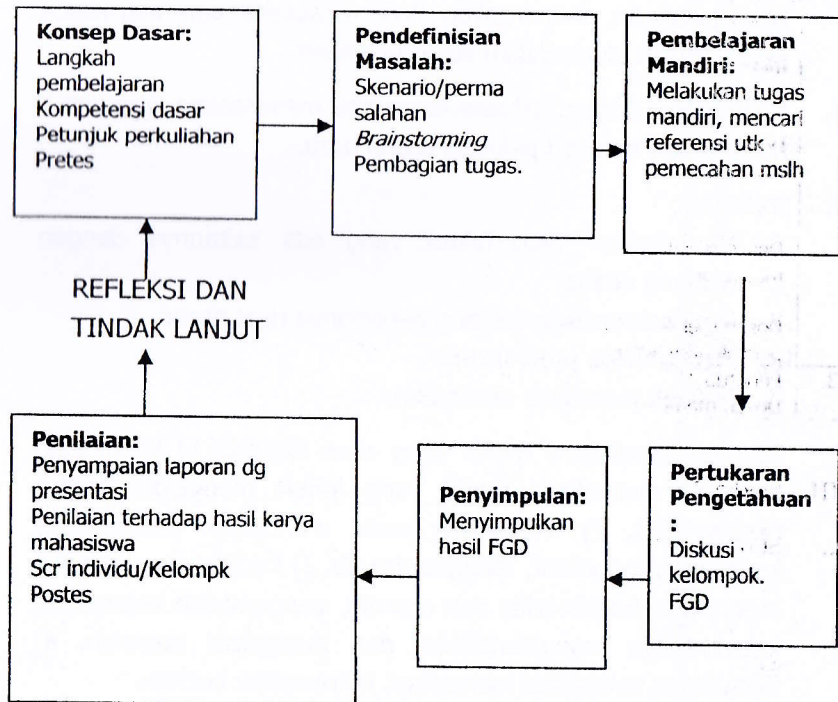 Konsep Dasar:
Langkah
pembelajaran
Kompetensi dasar
Petunjuk perkuliahan
Pretes
Pendefinisian
Masalah:
Skenario/perma
salahan
Brainstorming
Pembagian tugas.
Pembelajaran
Mandiri:
Melakukan tugas
mandiri, mencari
referensi utk
pemecahan mslh
REFLEKSI DAN
TINDAK LANJUT
Penilaian:
Penyampaian laporan dg
presentasi
Penilaian terhadap hasil karya
mahasiswa
Scr individu/Kelompk
Postes
Penyimpulan:
Menyimpulkan
hasil FGD
Pertukaran
Pengetahuan
:
Diskusi
kelompok.
FGD